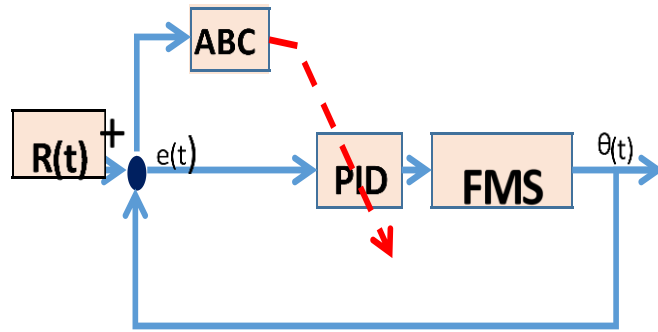 ABC
R(t)
+
e(t)
PID
FMS
θ(t)